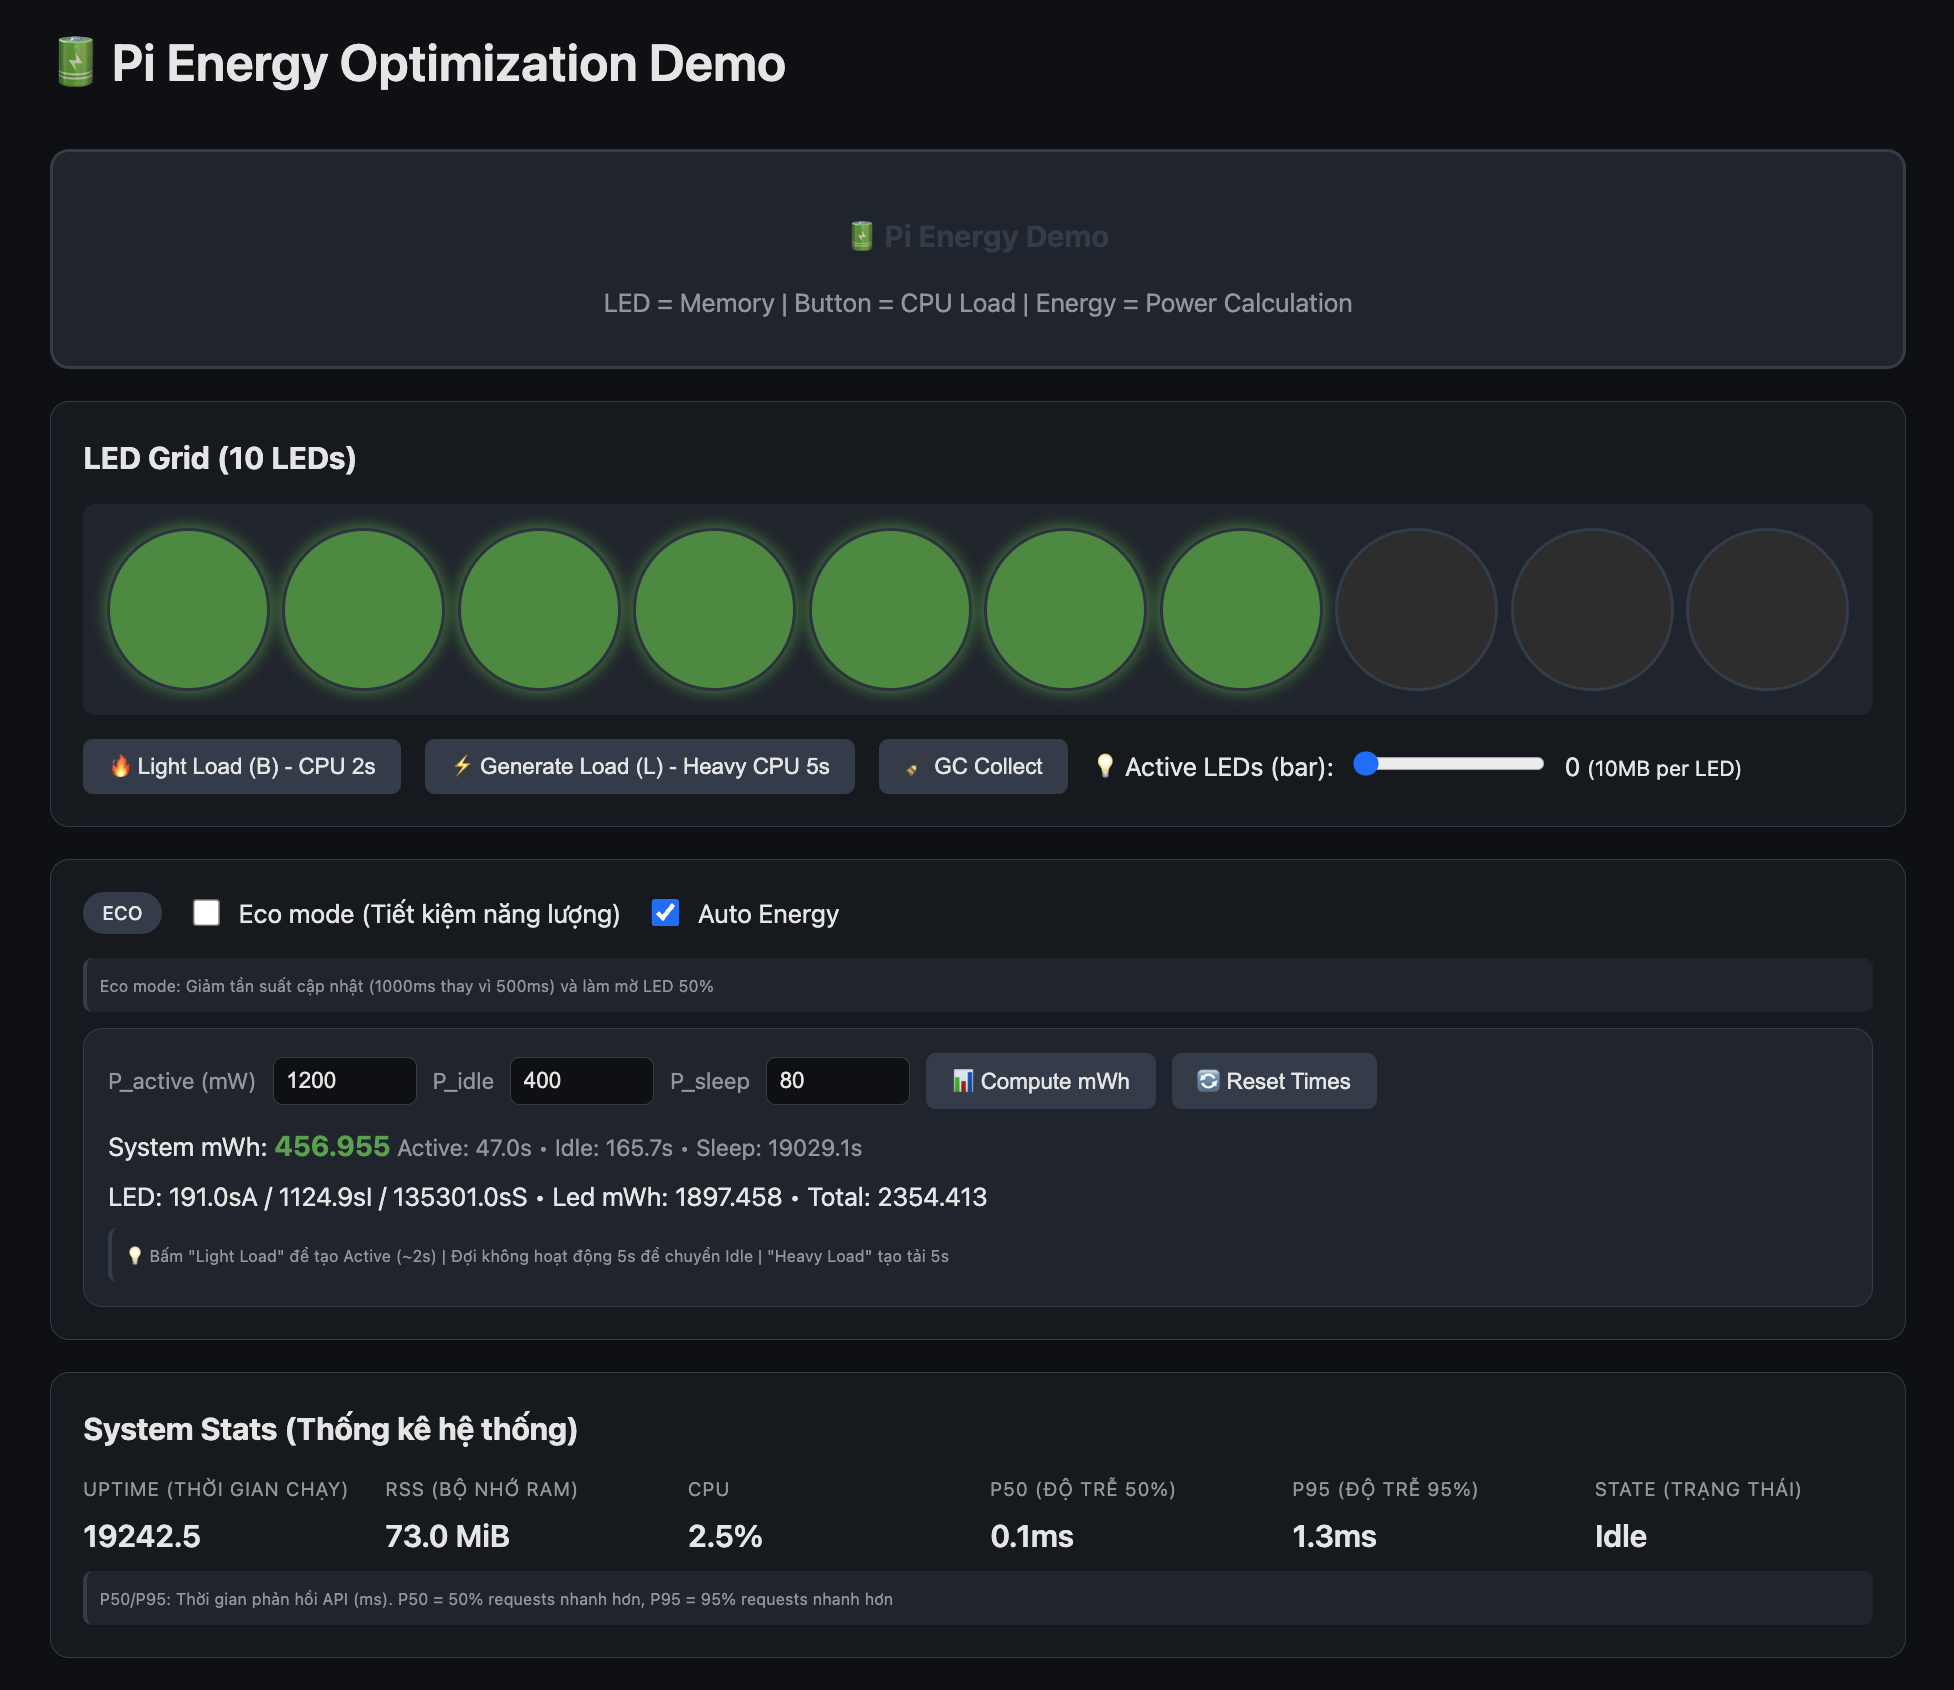 Pi Energy Optimization Demo
Pi Energy Demo
LED = Memory | Button = CPU Load | Energy = Power Calculation
LED Grid (10 LEDs)
Light Load (B) - CPU 2s
Generate Load (L) - Heavy CPU 5s
GC Collect
Active LEDs (bar):
0 (10MB per LED)
ECO
Eco mode (Tiết kiệm năng lượng)
Auto Energy
Eco mode: Giảm tần suất cập nhật (1000ms thay vì 500ms) và làm mờ LED 50%
P_active (mW) 1200 P_idle 400 P_sleep 80 Compute mWh Reset Times
System mWh: 456.955 Active: 47.0s • Idle: 165.7s • Sleep: 19029.1s
LED: 191.0sA / 1124.9sI / 135301.0sS • Led mWh: 1897.458 • Total: 2354.413
Bấm "Light Load" để tạo Active (~2s) | Đợi không hoạt động 5s để chuyển Idle | "Heavy Load" tạo tải 5s
System Stats (Thống kê hệ thống)
UPTIME (THỜI GIAN CHẠY)
19242.5
RSS (BỘ NHỚ RAM)
73.0 MiB
CPU
2.5%
P50 (ĐỘ TRỄ 50%)
0.1ms
P95 (ĐỘ TRỄ 95%)
1.3ms
STATE (TRẠNG THÁI)
Idle
P50/P95: Thời gian phản hồi API (ms). P50 = 50% requests nhanh hơn, P95 = 95% requests nhanh hơn